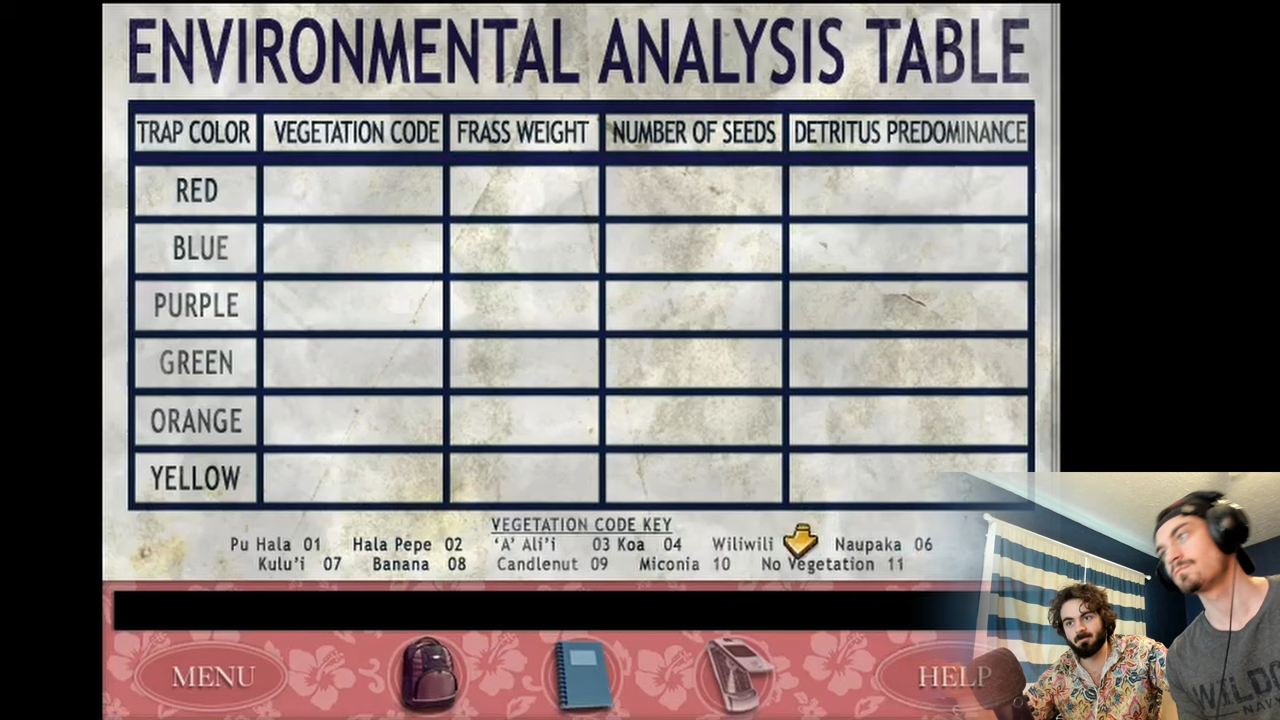 ENVIRONMENTAL ANALYSIS TABLE
TRAP COLOR VEGETATION CODE FRASS WEIGHT NUMBER OF SEEDS DETRITUS PREDOMINANCE
RED
BLUE
PURPLE
GREEN
ORANGE
YELLOW
VEGETATION CODE KEY
Pu Hala 01 Hala Pepe 02 'A' Ali'i 03 Koa 04 Wiliwili Naupaka 06
Kulu'i 07 Banana 08 Candlenut 09 Miconia 10 No Vegetation 11
MENU HELP